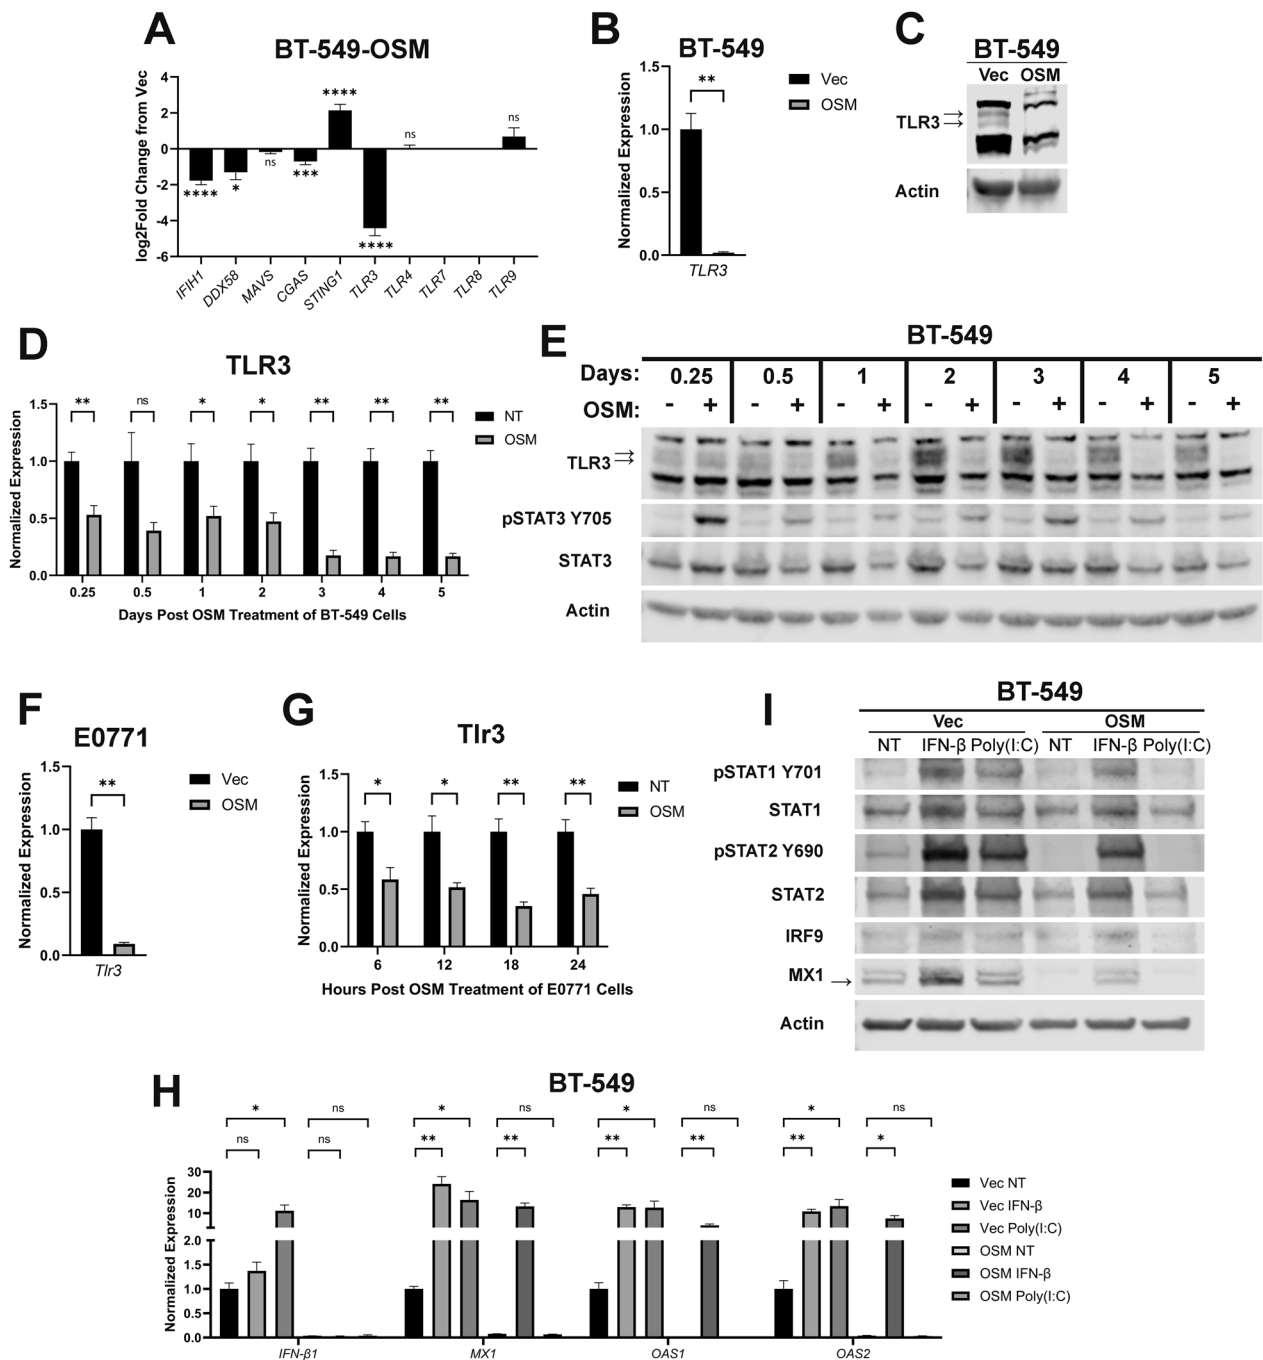 A
BT-549-OSM
log2Fold Change from Vec
4
2
0
-2
-4
-6
****
*
ns
***
****
****
ns
ns
IFIH1
DDX58
MAVS
CGAS
STING1
TLR3
TLR4
TLR7
TLR8
TLR9
B
BT-549
Normalized Expression
1.5
1.0
0.5
0.0
**
TLR3
Vec
OSM
C
BT-549
Vec OSM
TLR3 →
→
Actin
D
TLR3
Normalized Expression
1.5
1.0
0.5
0.0
** ns * * ** ** **
NT
OSM
0.25 0.5 1 2 3 4 5
Days Post OSM Treatment of BT-549 Cells
E
BT-549
Days: 0.25 0.5 1 2 3 4 5
OSM: - + - + - + - + - + - + - +
TLR3 →
→
pSTAT3 Y705
STAT3
Actin
F
E0771
Normalized Expression
1.5
1.0
0.5
0.0
**
Tlr3
Vec
OSM
G
Tlr3
Normalized Expression
1.5
1.0
0.5
0.0
* * ** **
NT
OSM
6 12 18 24
Hours Post OSM Treatment of E0771 Cells
I
BT-549
Vec OSM
NT IFN-β Poly(I:C) NT IFN-β Poly(I:C)
pSTAT1 Y701
STAT1
pSTAT2 Y690
STAT2
IRF9
MX1
→
Actin
H
BT-549
* ns * ns * ns * ns
ns ns ** ** ** ** ** *
Normalized Expression
30
20
10
2.0
1.5
1.0
0.5
0.0
IFN-β1 MX1 OAS1 OAS2
Vec NT
Vec IFN-β
Vec Poly(I:C)
OSM NT
OSM IFN-β
OSM Poly(I:C)